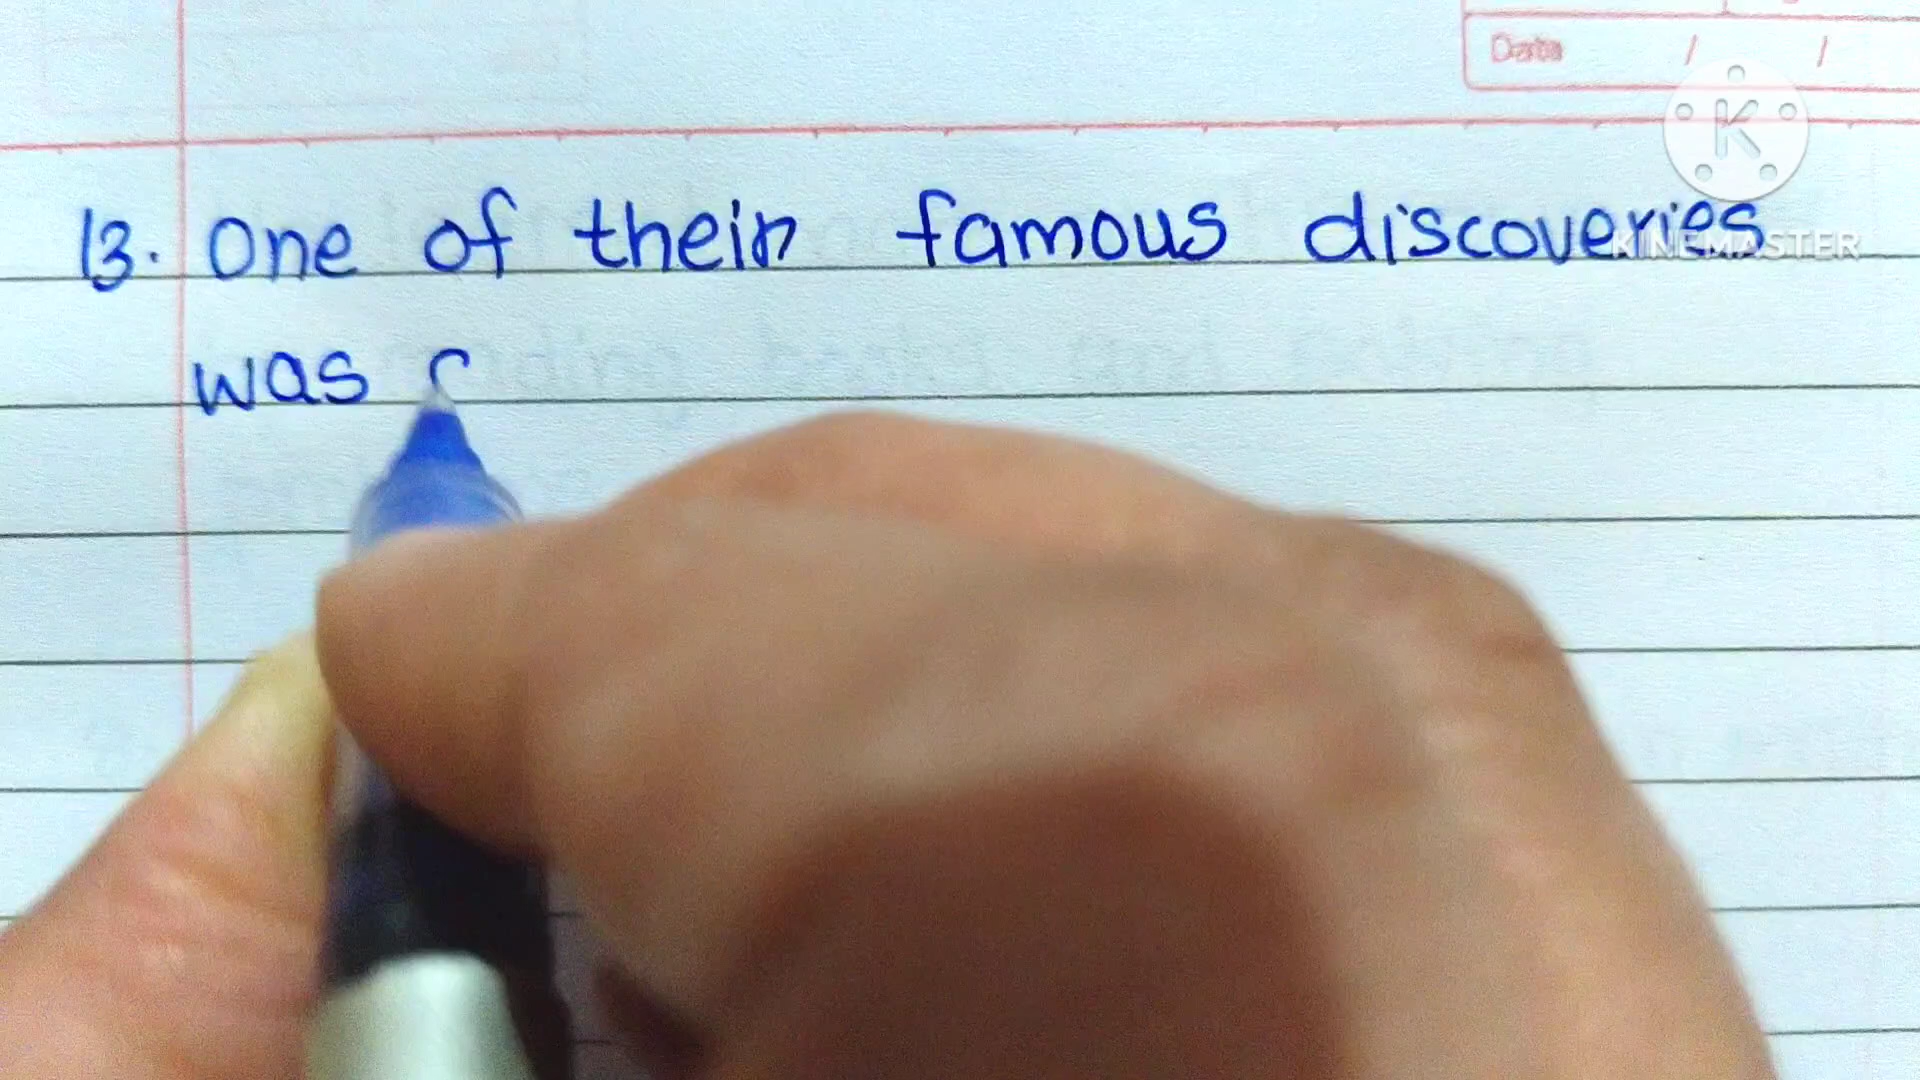 Date / /
13. One of their famous discoveries
KINEMASTER
was